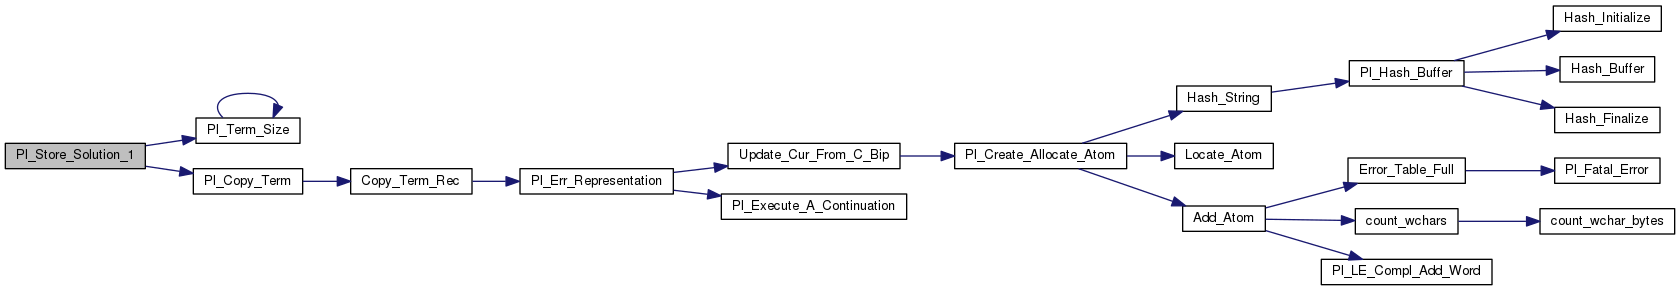 Pl_Store_Solution_1
Pl_Term_Size
Pl_Copy_Term
Copy_Term_Rec
Pl_Err_Representation
Update_Cur_From_C_Bip
Pl_Execute_A_Continuation
Pl_Create_Allocate_Atom
Hash_String
Locate_Atom
Add_Atom
Pl_Hash_Buffer
Hash_Initialize
Hash_Buffer
Hash_Finalize
Error_Table_Full
Pl_Fatal_Error
count_wchars
count_wchar_bytes
Pl_LE_Compl_Add_Word